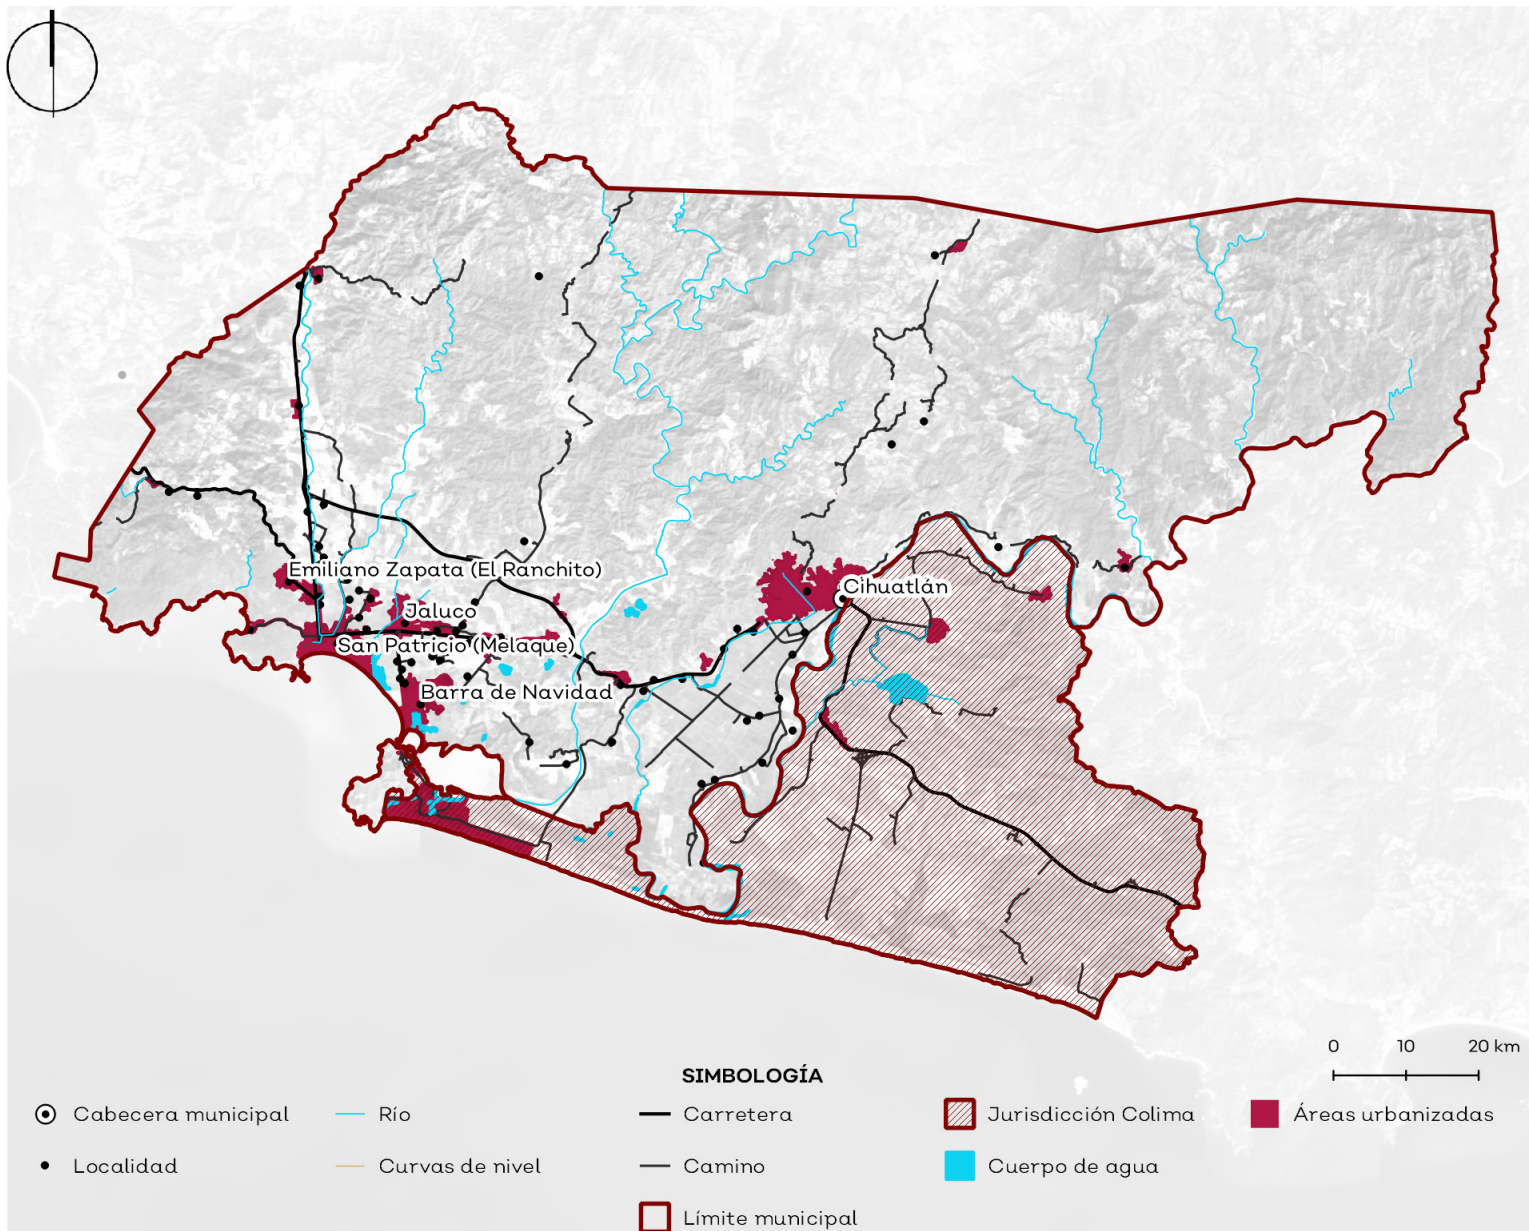 Emiliano Zapata (El Ranchito)
Cihuatlán
Jaluco
San Patricio (Melaque)
Barra de Navidad
0 10 20 km
SIMBOLOGÍA
Cabecera municipal
Río
Carretera
Jurisdicción Colima
Áreas urbanizadas
Localidad
Curvas de nivel
Camino
Cuerpo de agua
Límite municipal